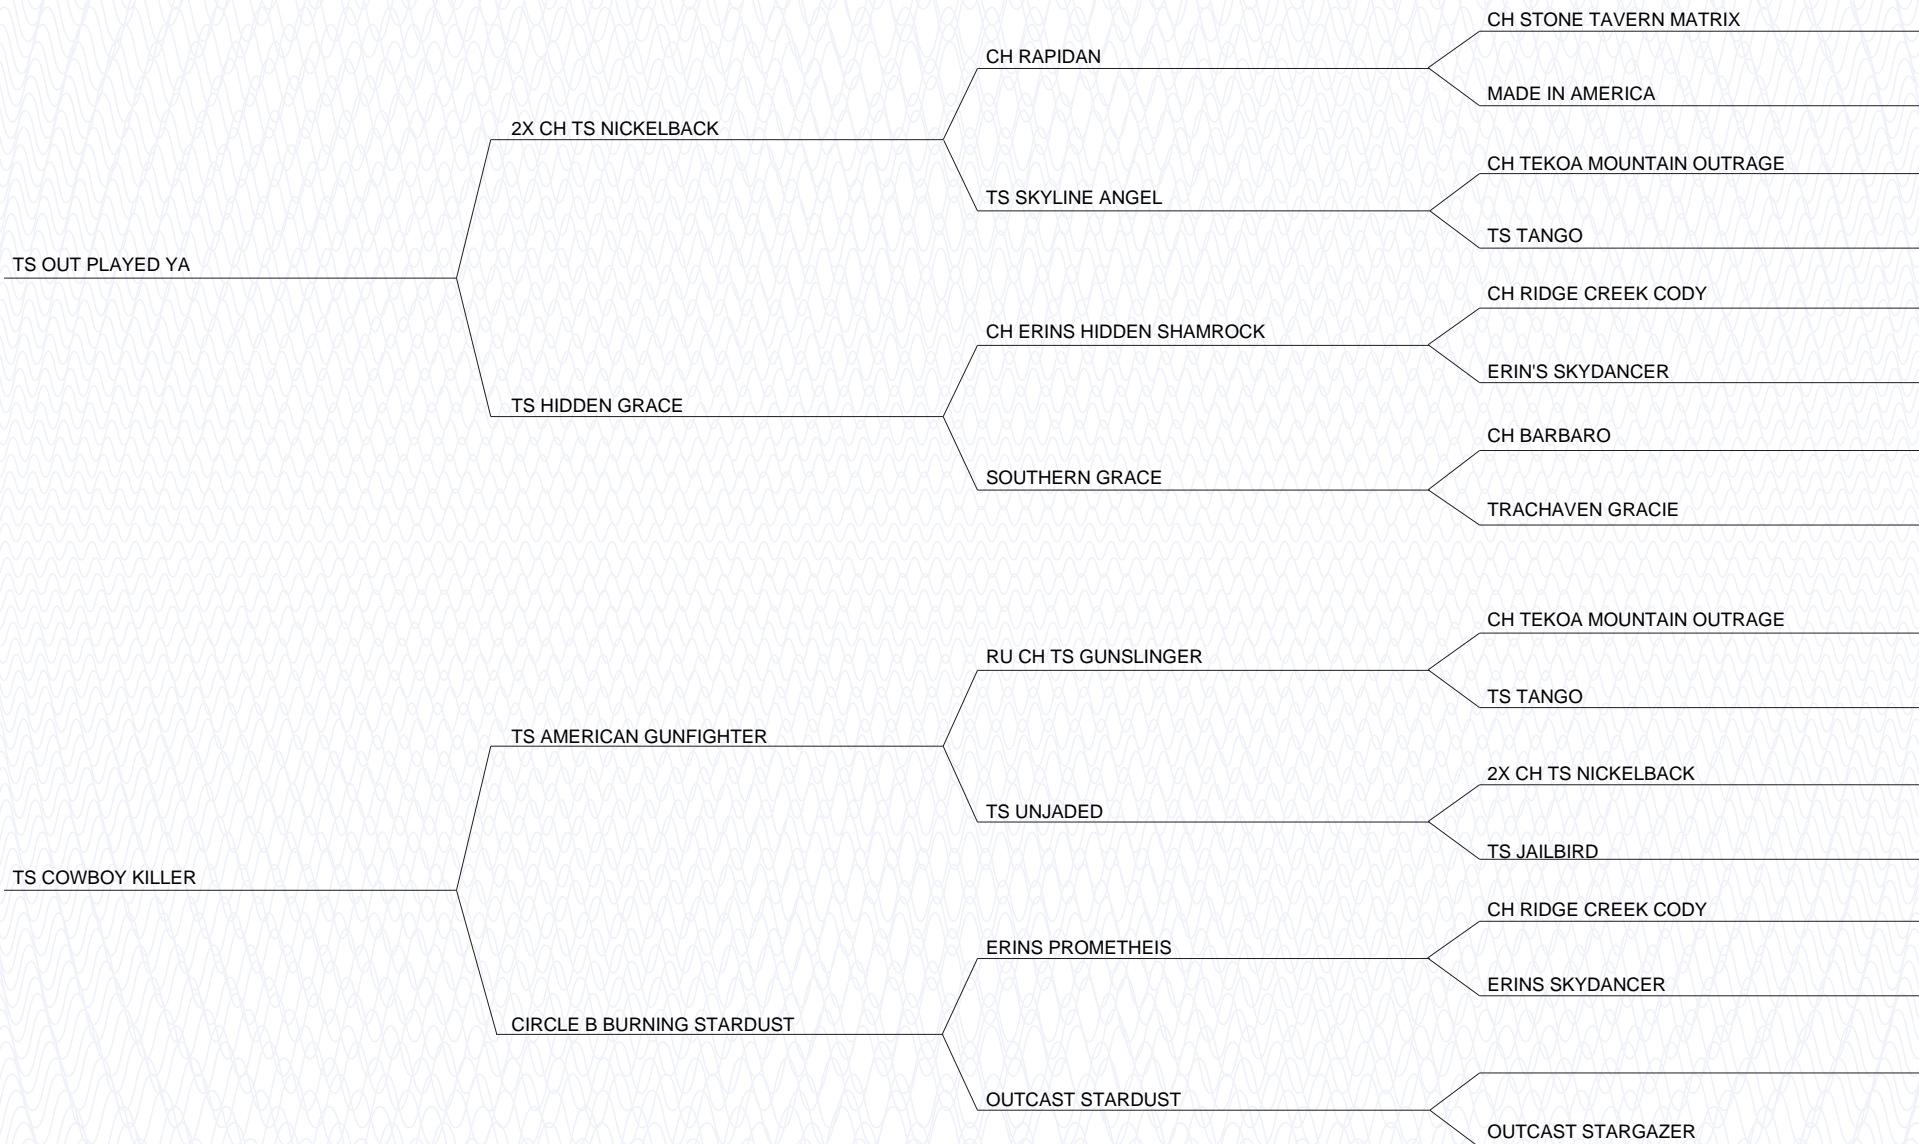 CH STONE TAVERN MATRIX
CH RAPIDAN
MADE IN AMERICA
2X CH TS NICKELBACK
CH TEKOA MOUNTAIN OUTRAGE
TS SKYLINE ANGEL
TS TANGO
TS OUT PLAYED YA
CH RIDGE CREEK CODY
CH ERINS HIDDEN SHAMROCK
ERIN'S SKYDANCER
TS HIDDEN GRACE
CH BARBARO
SOUTHERN GRACE
TRACHAVEN GRACIE
CH TEKOA MOUNTAIN OUTRAGE
RU CH TS GUNSLINGER
TS TANGO
TS AMERICAN GUNFIGHTER
2X CH TS NICKELBACK
TS UNJADED
TS JAILBIRD
TS COWBOY KILLER
CH RIDGE CREEK CODY
ERINS PROMETHEIS
ERINS SKYDANCER
CIRCLE B BURNING STARDUST
OUTCAST STARDUST
OUTCAST STARGAZER